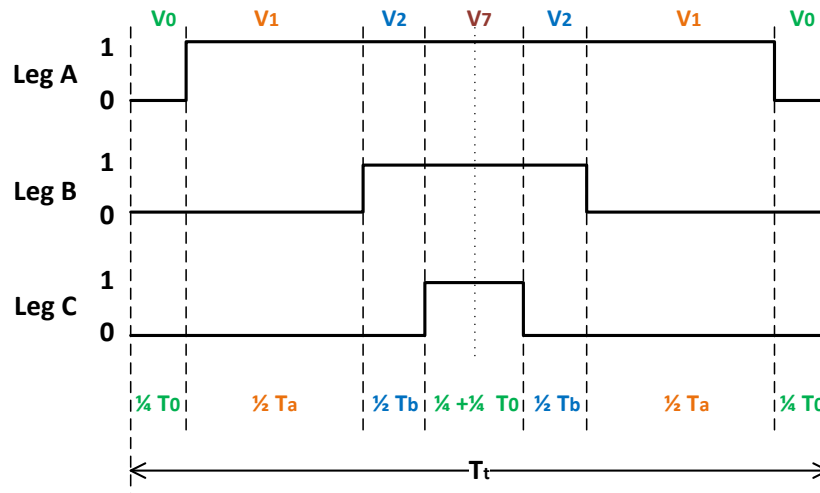 V0 V1 V2 V7 V2 V1 V0
1
Leg A
0
1
Leg B
0
1
Leg C
0
¼ T0 ½ Ta ½ Tb ¼ +¼ T0 ½ Tb ½ Ta ¼ T0
Tt